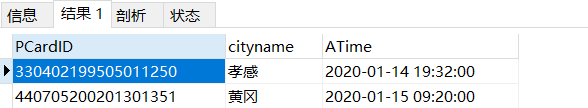 信息 结果 1 剖析 状态
PCardID cityname ATime
330402199505011250 孝感 2020-01-14 19:32:00
440705200201301351 黄冈 2020-01-15 09:20:00